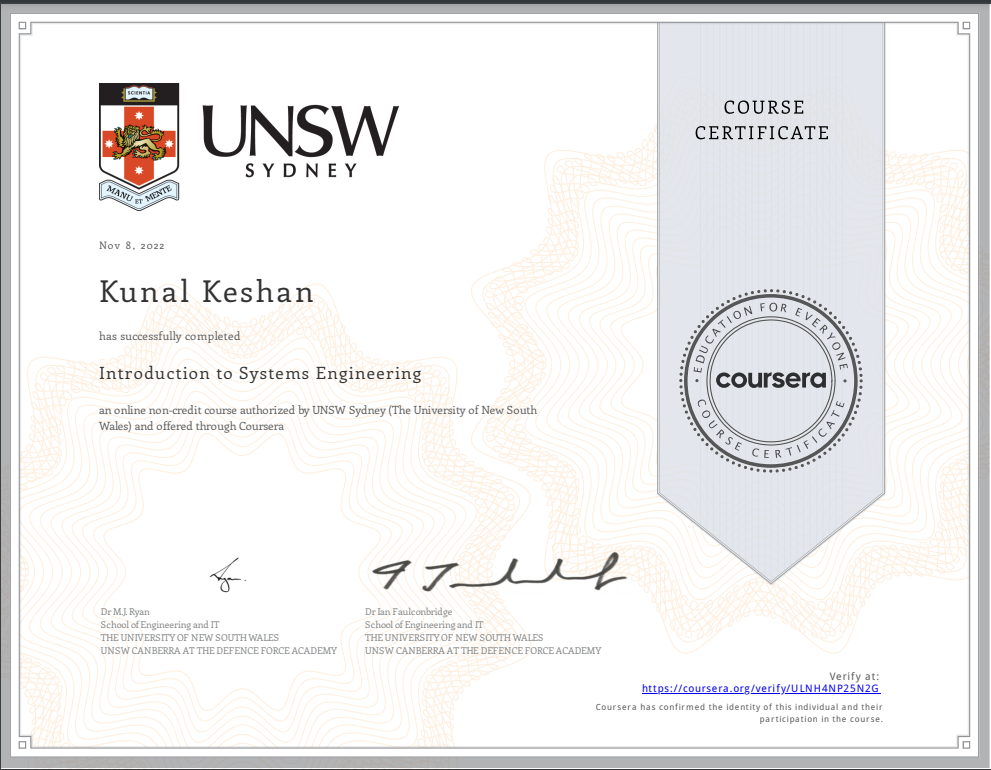 SCIENTIA
MANU ET MENTE
UNSW
SYDNEY
COURSE
CERTIFICATE
Nov 8, 2022
Kunal Keshan
has successfully completed
Introduction to Systems Engineering
an online non-credit course authorized by UNSW Sydney (The University of New South
Wales) and offered through Coursera
EDUCATION FOR EVERYONE
coursera
COURSE CERTIFICATE
Dr M.J. Ryan
School of Engineering and IT
THE UNIVERSITY OF NEW SOUTH WALES
UNSW CANBERRA AT THE DEFENCE FORCE ACADEMY
Dr Ian Faulconbridge
School of Engineering and IT
THE UNIVERSITY OF NEW SOUTH WALES
UNSW CANBERRA AT THE DEFENCE FORCE ACADEMY
Verify at:
https://coursera.org/verify/ULNH4NP25N2G
Coursera has confirmed the identity of this individual and their
participation in the course.